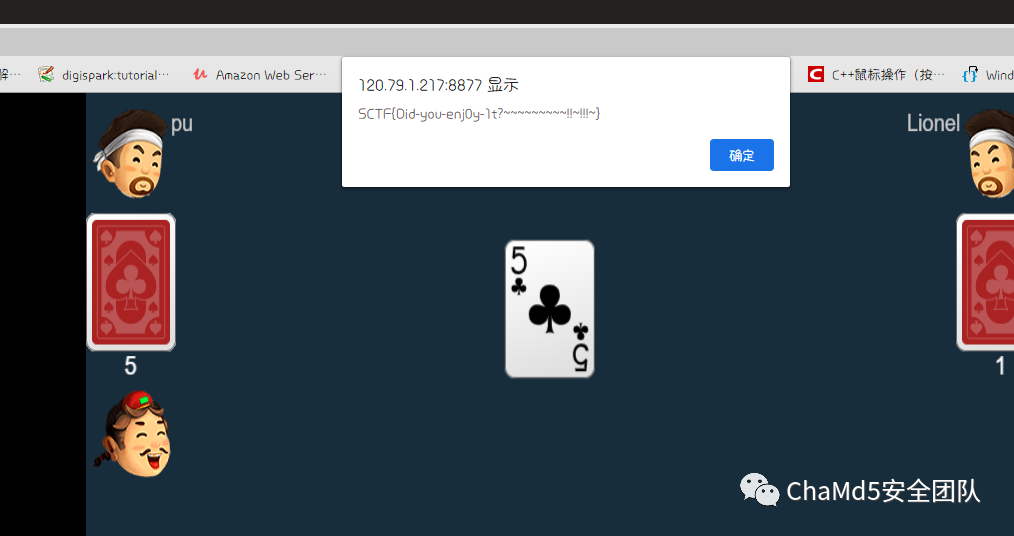 digispark:tutorial…
Amazon Web Ser…
C++鼠标操作（按…
Wind
120.79.1.217:8877 显示
SCTF{Did-you-enj0y-1t?~~~~~~~~~!!~!!!~}
确定
pu
Lionel
5
5
5
1
ChaMd5安全团队